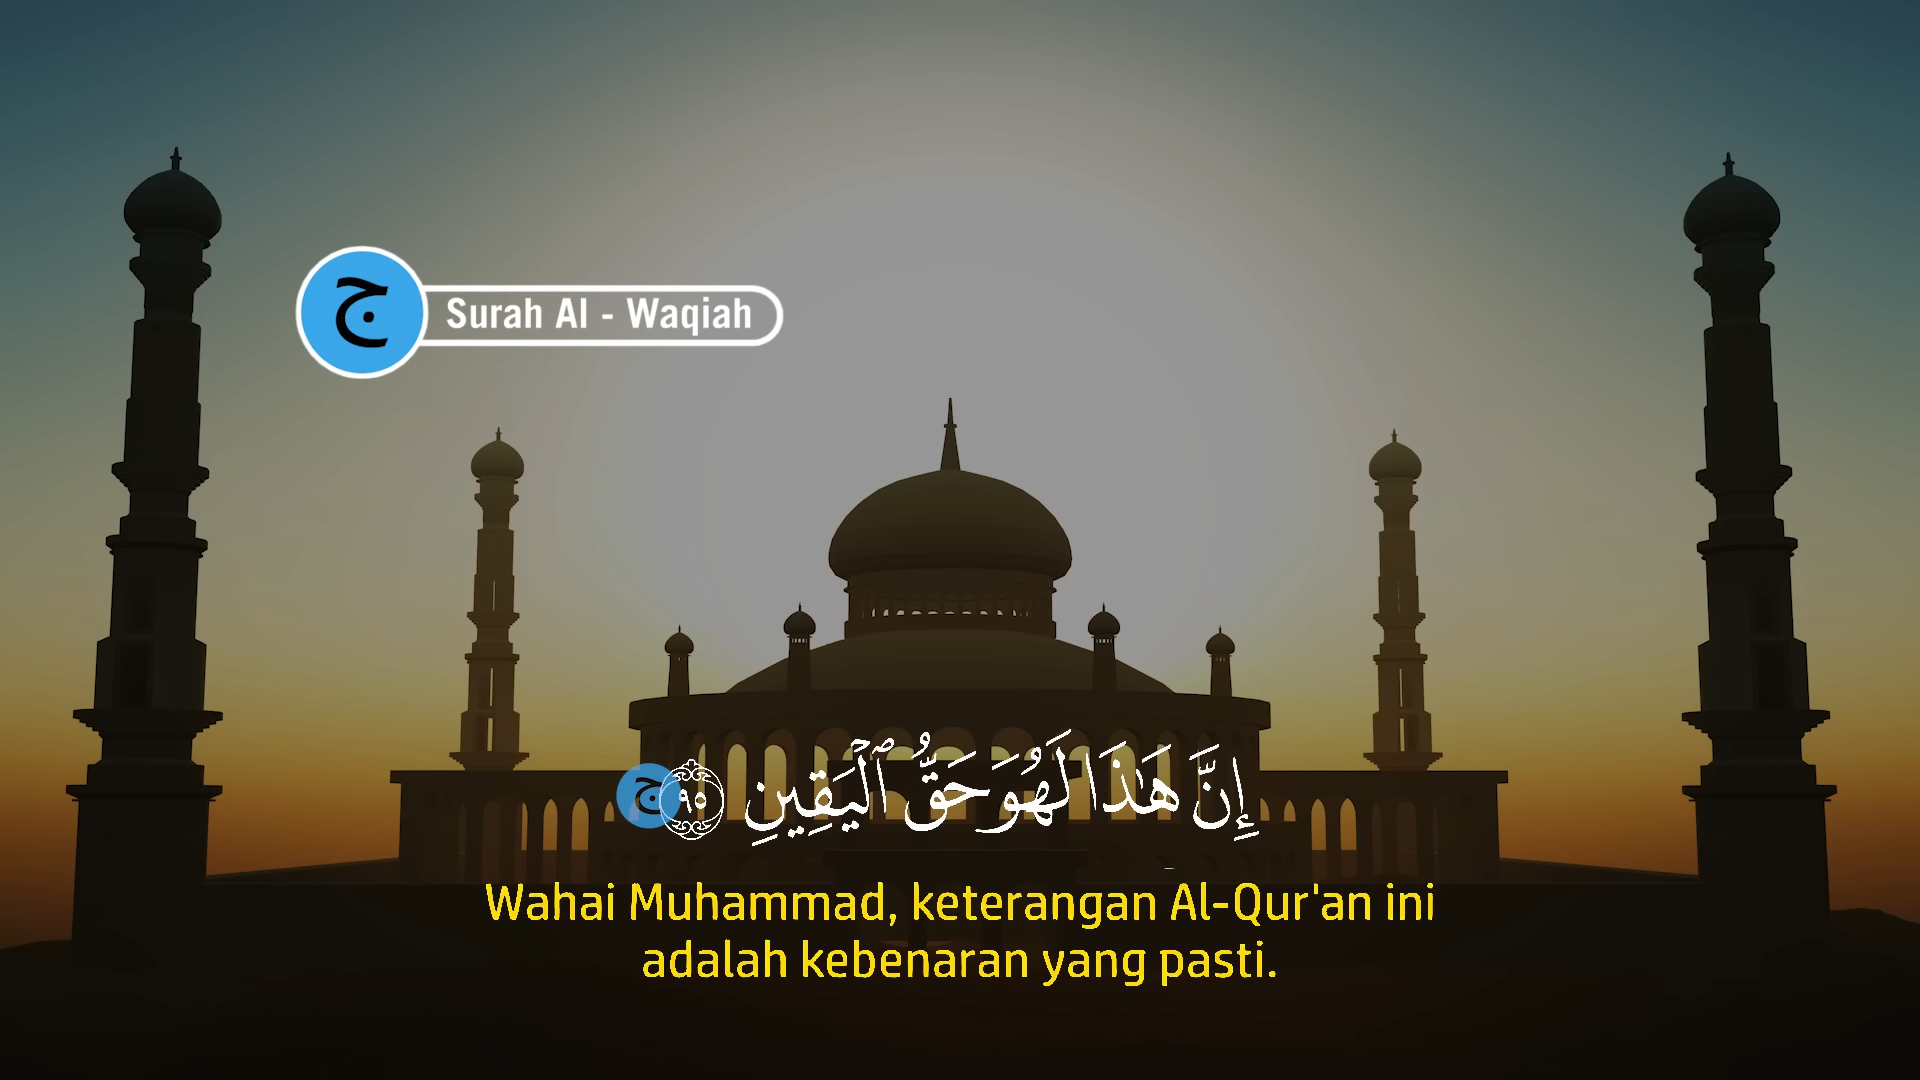 ج
Surah Al - Waqiah
إِنَّ هَٰذَا لَهُوَ حَقُّ ٱلْيَقِينِ ٩٥
ج
Wahai Muhammad, keterangan Al-Qur'an ini
adalah kebenaran yang pasti.